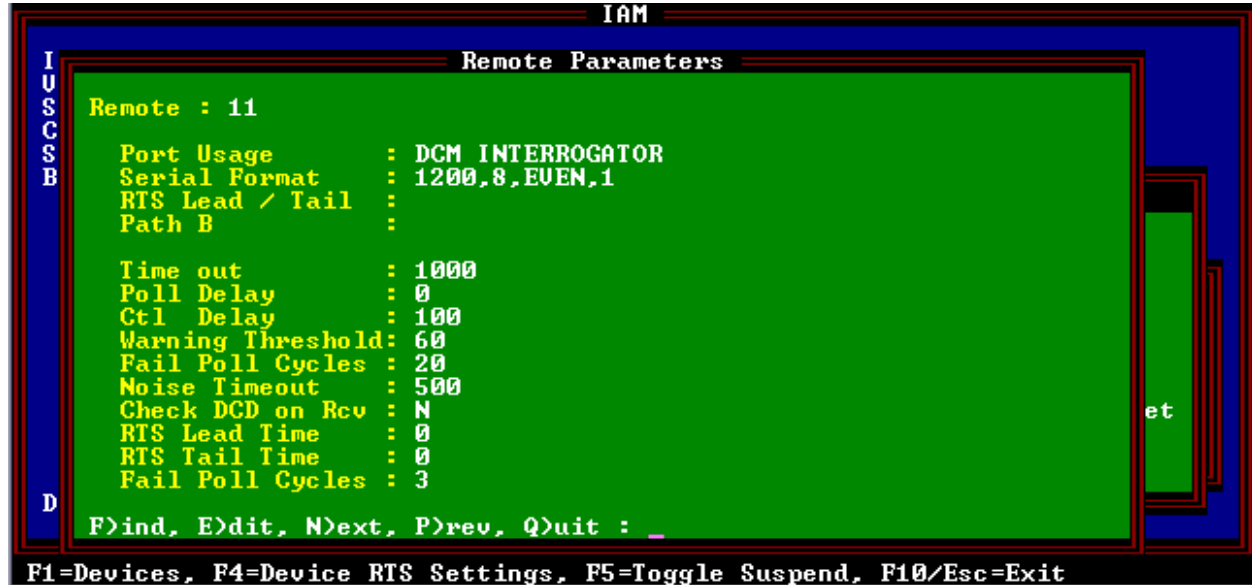 IAM
Remote Parameters
I
V
S
C
S
B
D
Remote : 11
Port Usage : DCM INTERROGATOR
Serial Format : 1200,8,EVEN,1
RTS Lead / Tail :
Path B :
Time out : 1000
Poll Delay : 0
Ctl Delay : 100
Warning Threshold: 60
Fail Poll Cycles : 20
Noise Timeout : 500
Check DCD on Rcv : N
RTS Lead Time : 0
RTS Tail Time : 0
Fail Poll Cycles : 3
et
F)ind, E)dit, N)ext, P)rev, Q)uit : _
F1=Devices, F4=Device RTS Settings, F5=Toggle Suspend, F10/Esc=Exit